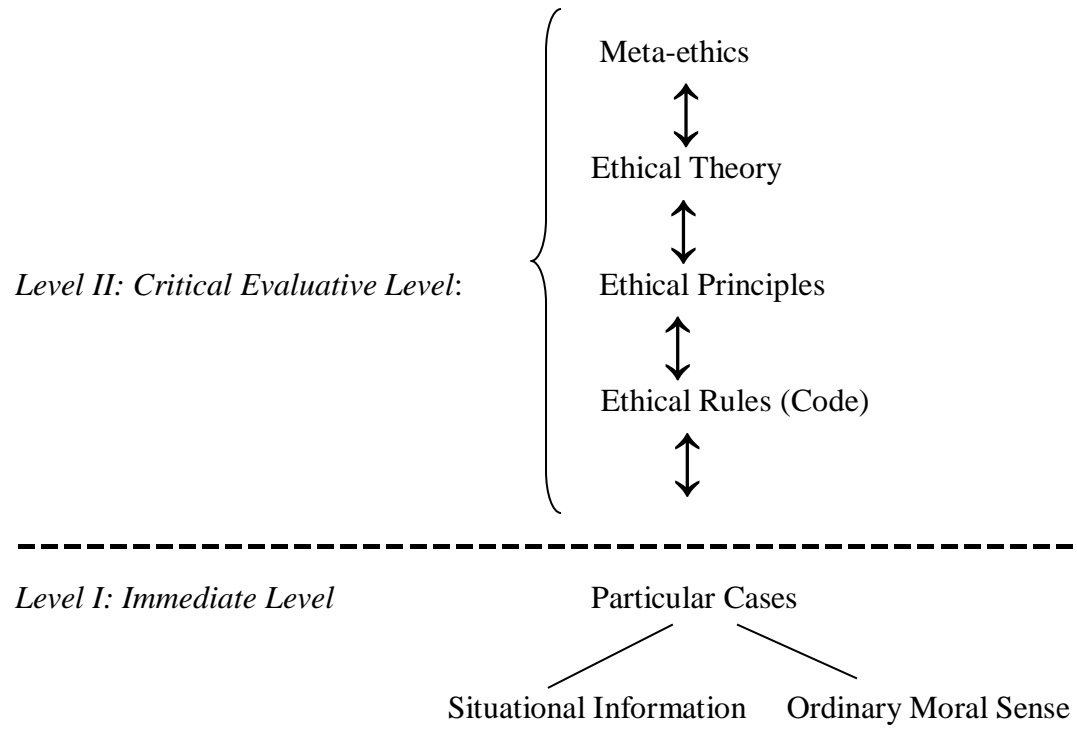 Meta-ethics
Ethical Theory
Level II: Critical Evaluative Level: Ethical Principles
Ethical Rules (Code)
Level I: Immediate Level Particular Cases
Situational Information Ordinary Moral Sense